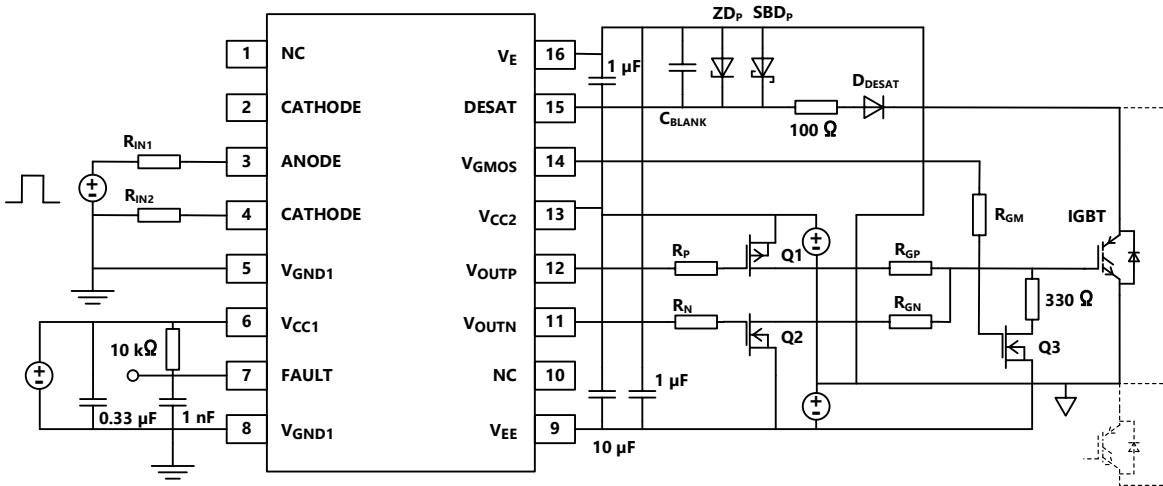 ZDP SBDP
1 NC VE 16
1 µF
DDESAT
2 CATHODE DESAT 15
CBLANK
100 Ω
RIN1
3 ANODE VGMOS 14
RIN2
4 CATHODE VCC2 13
RGM
IGBT
RP Q1 RGP
5 VGND1 VOUTP 12
330 Ω
RN Q2 RGN
6 VCC1 VOUTN 11
10 kΩ
Q3
7 FAULT NC 10
1 µF
0.33 µF 1 nF
8 VGND1 VEE 9
10 µF